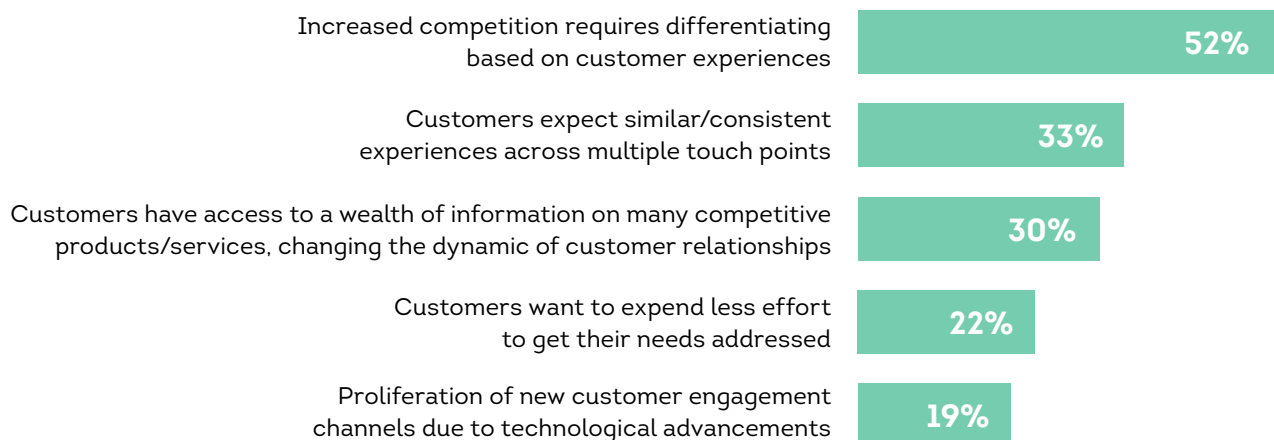 Increased competition requires differentiating
based on customer experiences
52%
Customers expect similar/consistent
experiences across multiple touch points
33%
Customers have access to a wealth of information on many competitive
products/services, changing the dynamic of customer relationships
30%
Customers want to expend less effort
to get their needs addressed
22%
Proliferation of new customer engagement
channels due to technological advancements
19%